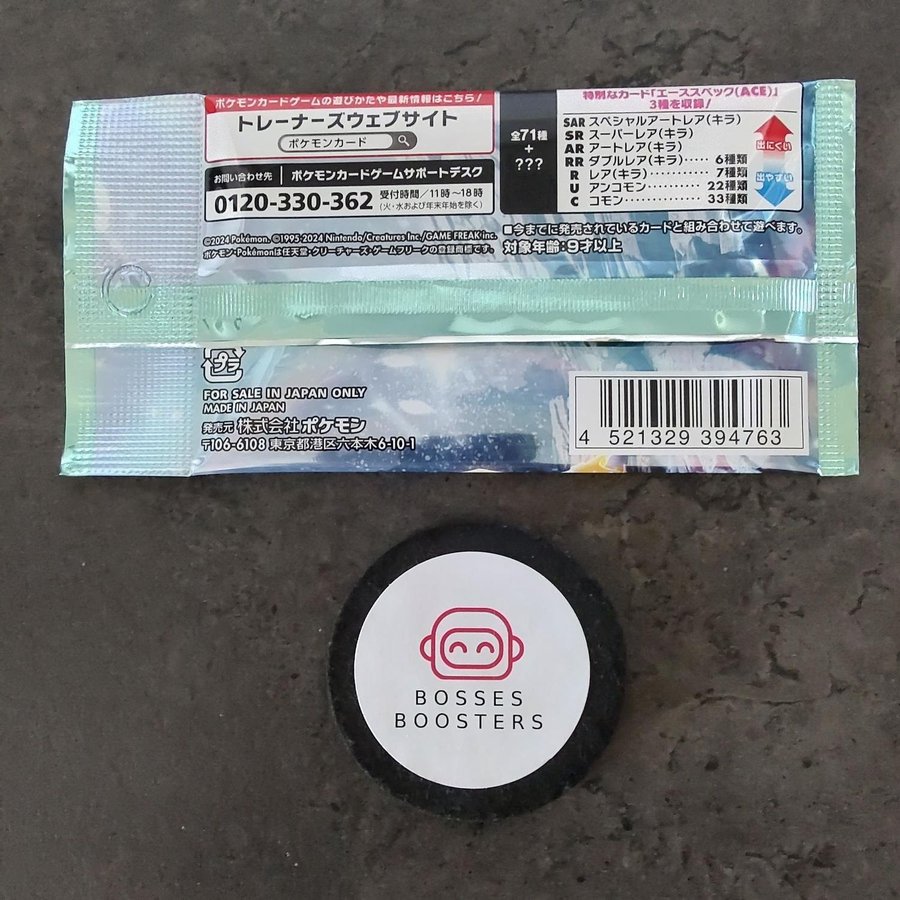 ポケモンカードゲームの遊びかたや最新情報はこちら!
トレーナーズウェブサイト
ポケモンカード
お問い合わせ先 ポケモンカードゲームサポートデスク
0120-330-362 受付時間/11時~18時
(火・水および年末年始を除く)
©2024 Pokémon. ©1995-2024 Nintendo/Creatures Inc./GAME FREAK inc.
ポケモン・Pokémonは任天堂・クリーチャーズ・ゲームフリークの登録商標です。
全71種
+
???
特別なカード「エーススペック(ACE)」
3種を収録!
SAR スペシャルアートレア(キラ)
SR スーパーレア(キラ)
AR アートレア(キラ)
RR ダブルレア(キラ)‥‥‥ 6種類
R レア(キラ)‥‥‥‥‥‥ 7種類
U アンコモン‥‥‥‥‥‥ 22種類
C コモン‥‥‥‥‥‥‥‥ 33種類
出にくい
出やすい
■今までに発売されているカードと組み合わせて遊べます。
対象年齢:9才以上
プラ
FOR SALE IN JAPAN ONLY
MADE IN JAPAN
発売元 株式会社ポケモン
〒106-6108 東京都港区六本木6-10-1
4 521329 394763
BOSSES
BOOSTERS